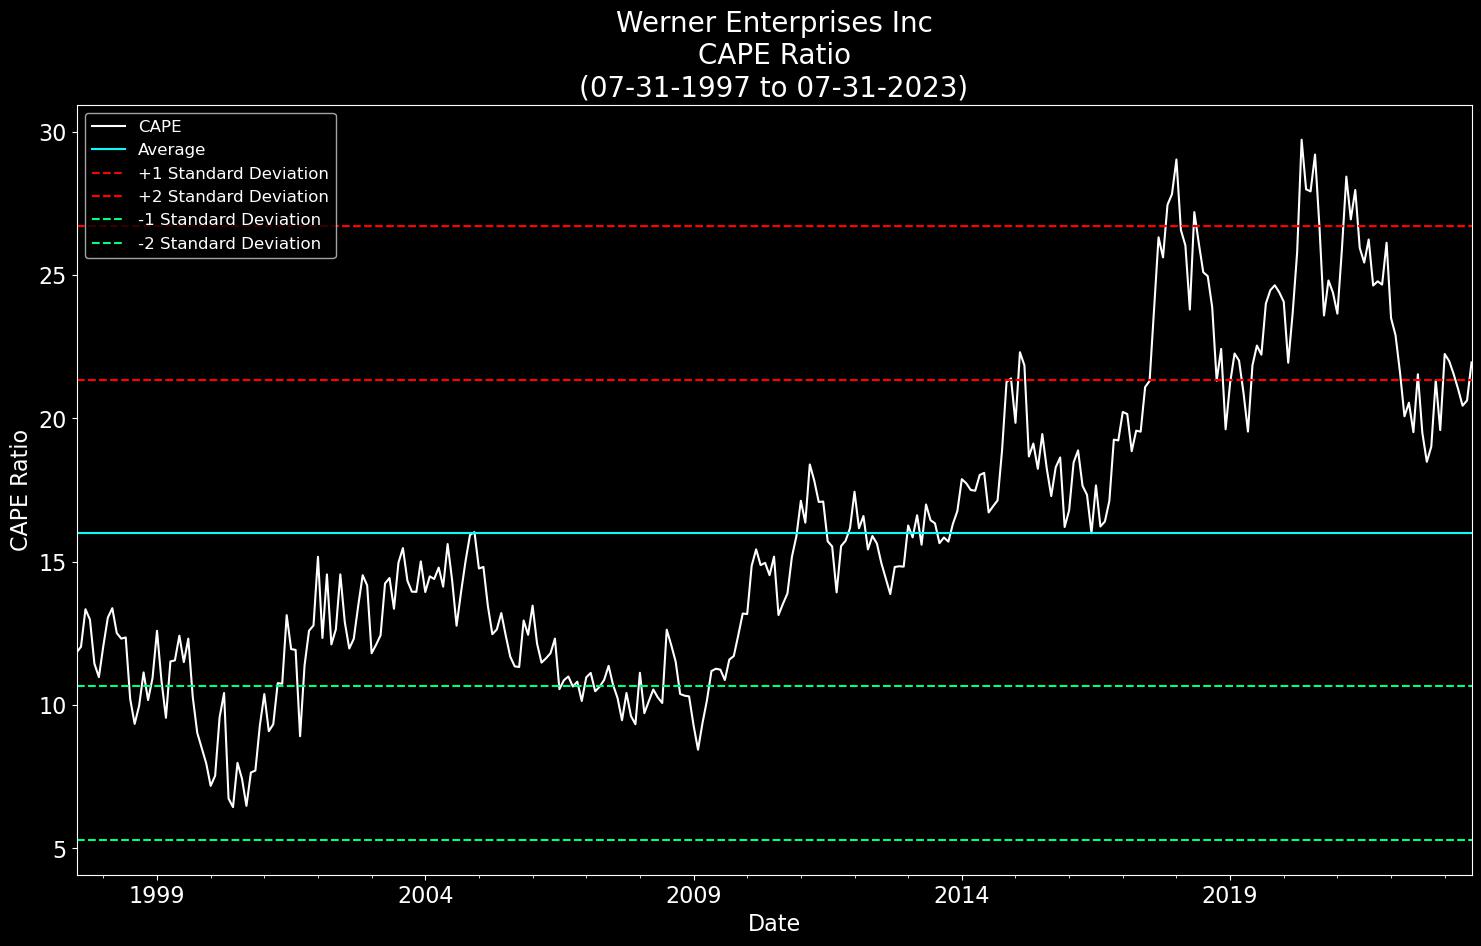 Werner Enterprises Inc
CAPE Ratio
(07-31-1997 to 07-31-2023)
CAPE
Average
+1 Standard Deviation
+2 Standard Deviation
-1 Standard Deviation
-2 Standard Deviation
CAPE Ratio
30
25
20
15
10
5
1999
2004
2009
2014
2019
Date